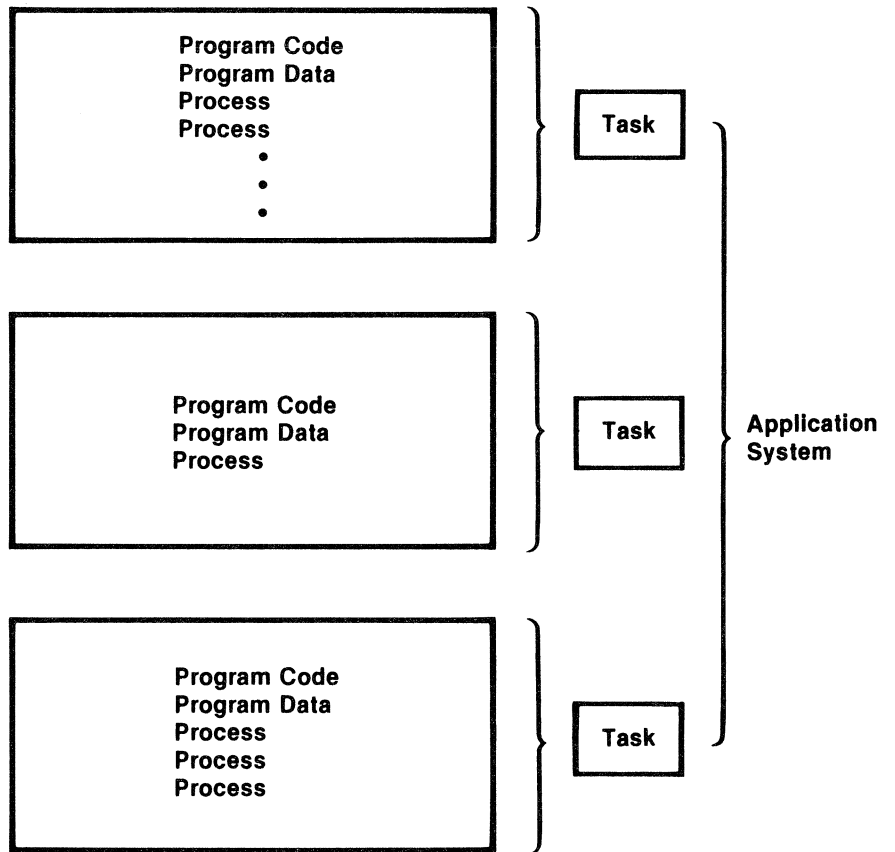 Program Code
Program Data
Process
Process
Task
Program Code
Program Data
Process
Task
Application
System
Program Code
Program Data
Process
Process
Process
Task